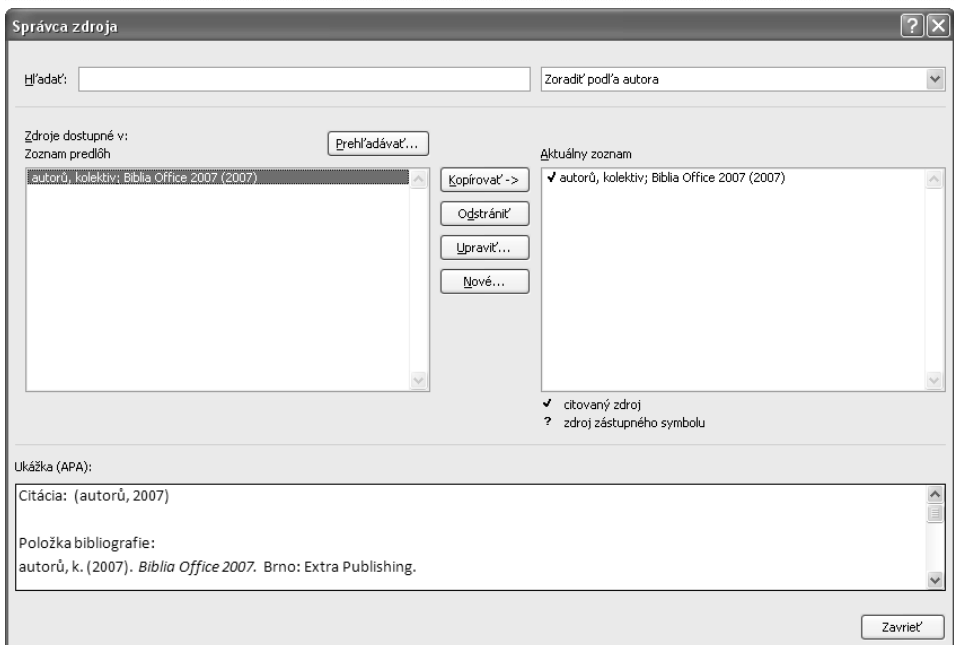 Správca zdroja
Hľadať:
Zoradiť podľa autora
Zdroje dostupné v:
Zoznam predlôh
Prehľadávať...
Aktuálny zoznam
autorů, kolektiv; Biblia Office 2007 (2007)
Kopírovať ->
✓ autorů, kolektiv; Biblia Office 2007 (2007)
Odstrániť
Upraviť...
Nové...
✓ citovaný zdroj
? zdroj zástupného symbolu
Ukážka (APA):
Citácia: (autorů, 2007)
Položka bibliografie:
autorů, k. (2007). Biblia Office 2007. Brno: Extra Publishing.
Zavrieť